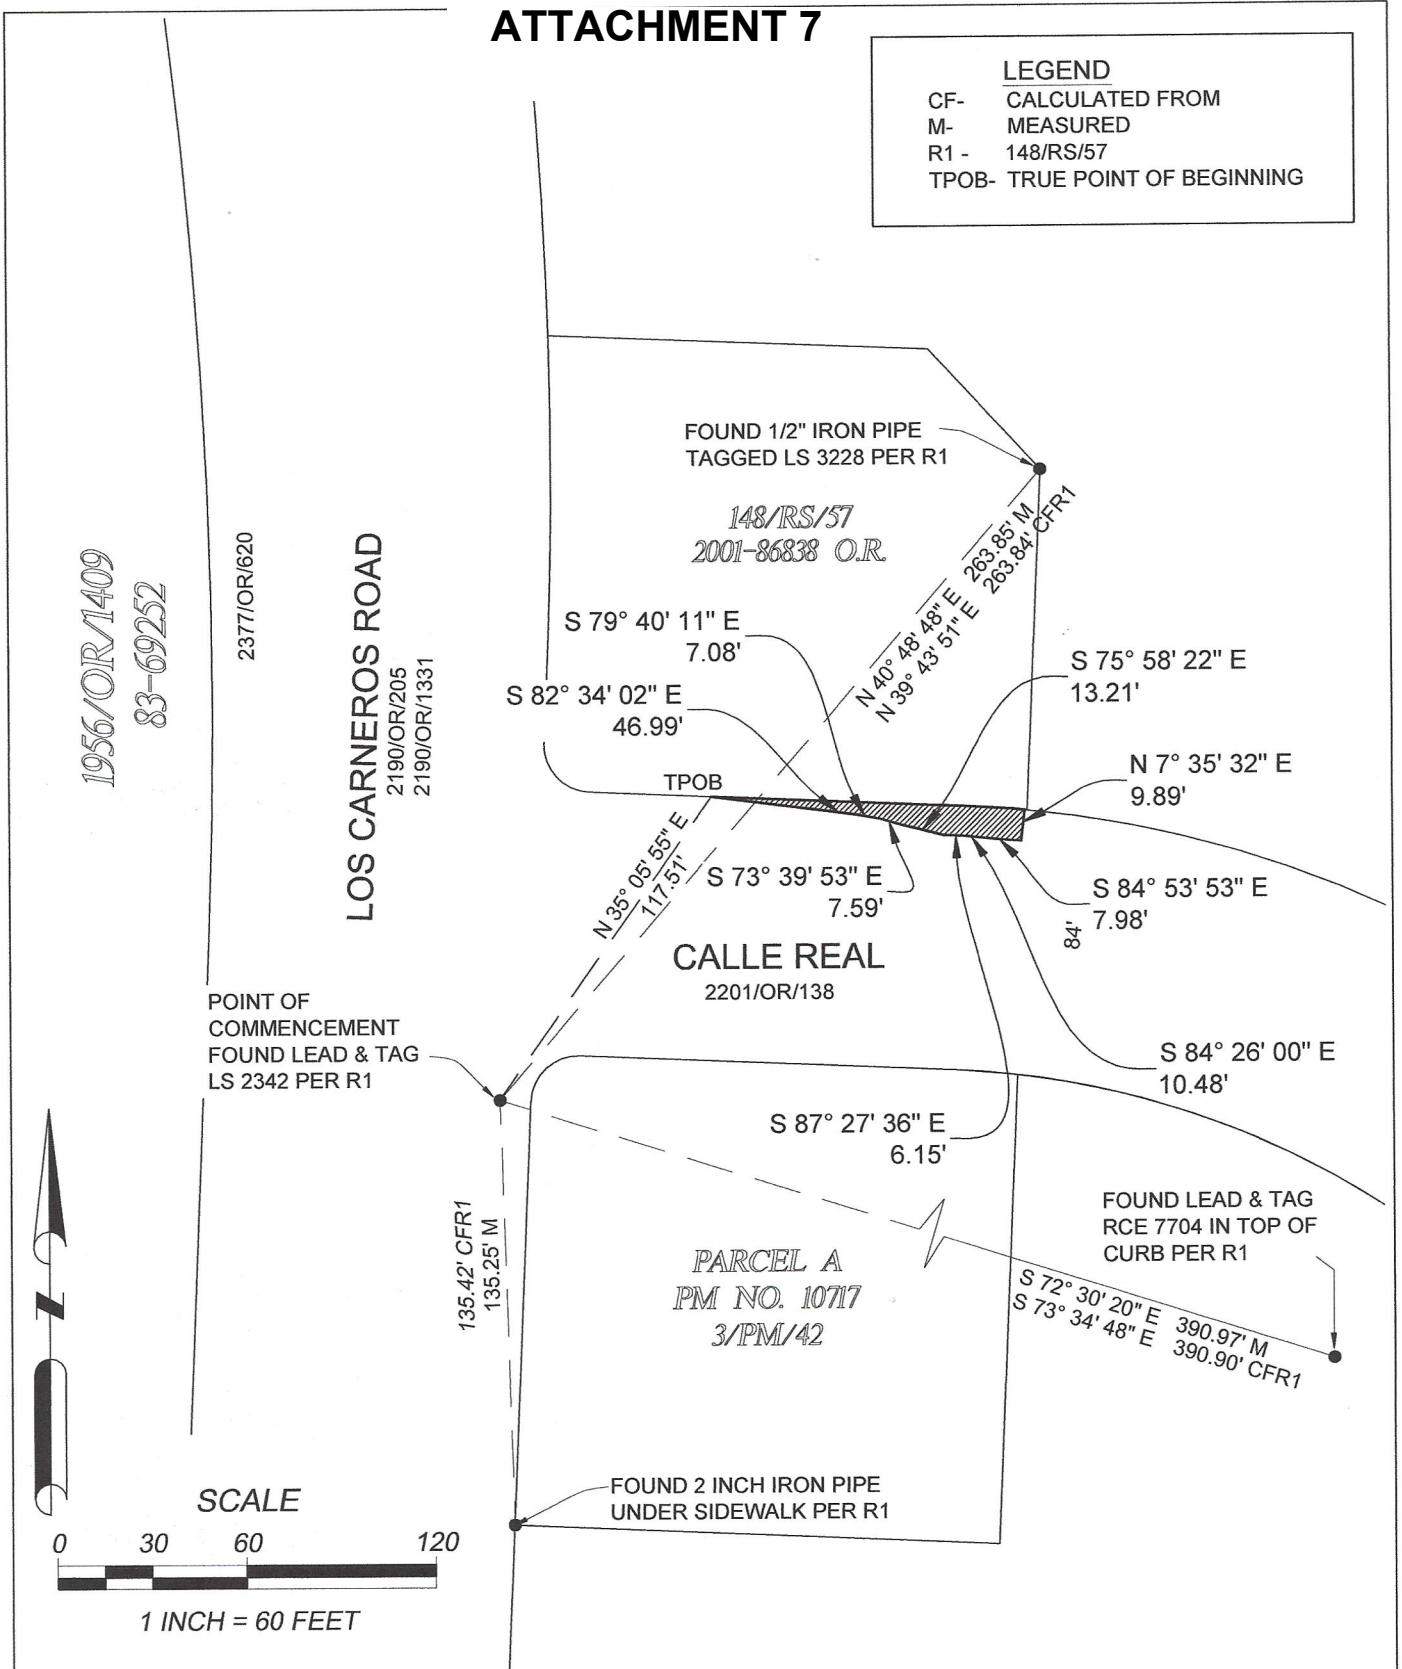 ATTACHMENT 7
LEGEND
CF- CALCULATED FROM
M- MEASURED
R1 - 148/RS/57
TPOB- TRUE POINT OF BEGINNING
FOUND 1/2" IRON PIPE
TAGGED LS 3228 PER R1
148/RS/57
2001-86838 O.R.
N 40° 48' 48" E 263.85' M
N 39° 43' 51" E 263.84' CFR1
1956/OR/1409
83-69252
2377/OR/620
LOS CARNEROS ROAD
2190/OR/205
2190/OR/1331
S 79° 40' 11" E
7.08'
S 82° 34' 02" E
46.99'
S 75° 58' 22" E
13.21'
TPOB
N 7° 35' 32" E
9.89'
N 35° 05' 55" E
117.51'
S 73° 39' 53" E
7.59'
S 84° 53' 53" E
7.98'
84'
CALLE REAL
2201/OR/138
POINT OF
COMMENCEMENT
FOUND LEAD & TAG
LS 2342 PER R1
S 84° 26' 00" E
10.48'
S 87° 27' 36" E
6.15'
135.42' CFR1
135.25' M
FOUND LEAD & TAG
RCE 7704 IN TOP OF
CURB PER R1
PARCEL A
PM NO. 10717
3/PM/42
S 72° 30' 20" E 390.97' M
S 73° 34' 48" E 390.90' CFR1
N
FOUND 2 INCH IRON PIPE
UNDER SIDEWALK PER R1
SCALE
0 30 60 120
1 INCH = 60 FEET